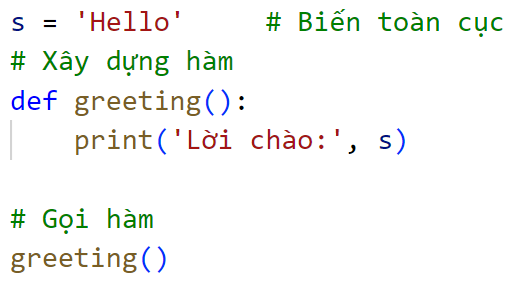 s = 'Hello'     # Biến toàn cục
# Xây dựng hàm
def greeting():
    print('Lời chào:', s)

# Gọi hàm
greeting()